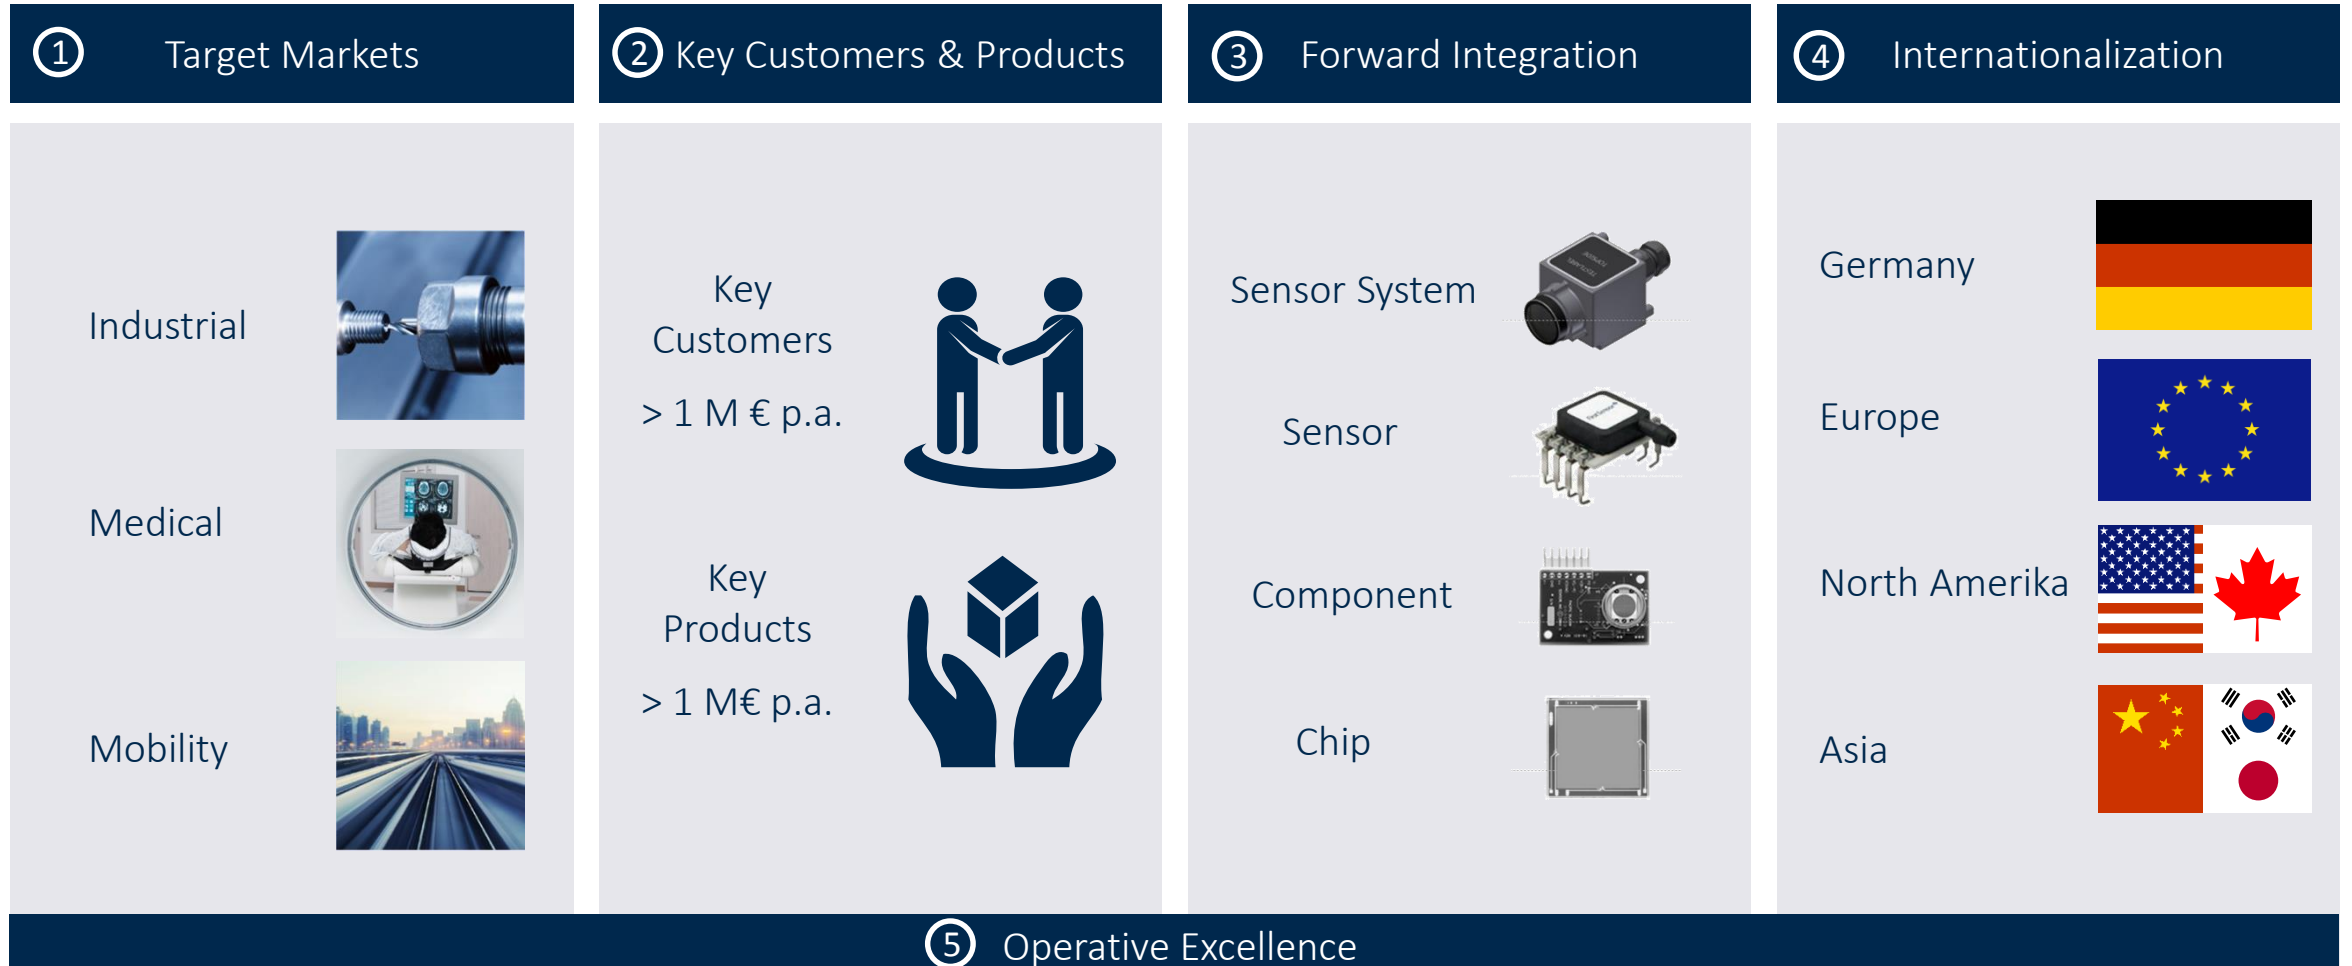 1 Target Markets
Industrial
Medical
Mobility
2 Key Customers & Products
Key
Customers
> 1 M € p.a.
Key
Products
> 1 M€ p.a.
3 Forward Integration
Sensor System
Sensor
Component
Chip
4 Internationalization
Germany
Europe
North Amerika
Asia
5 Operative Excellence